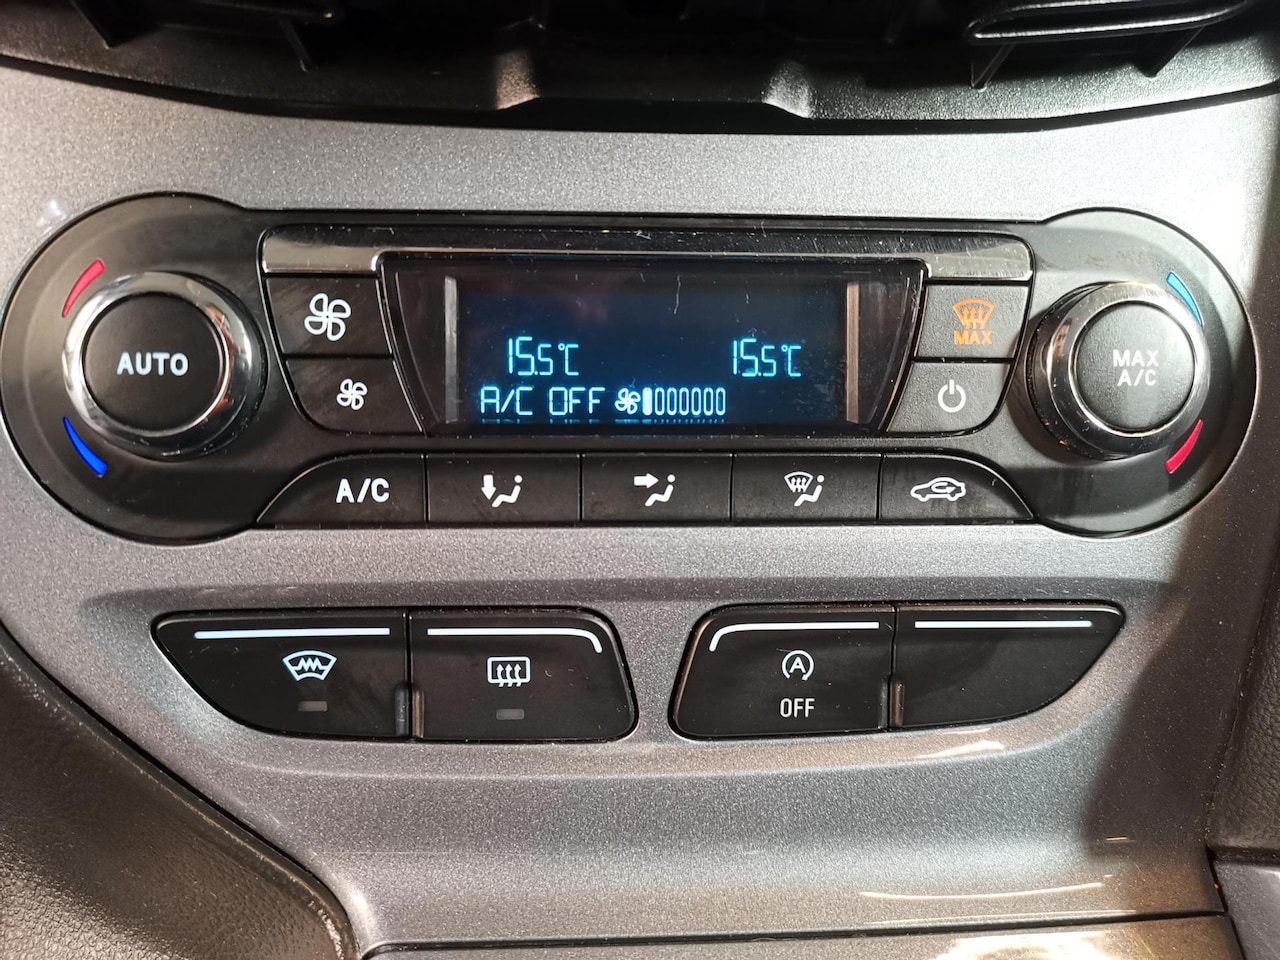 AUTO
15.5°C 15.5°C
A/C OFF
MAX
MAX
A/C
A/C
A
OFF